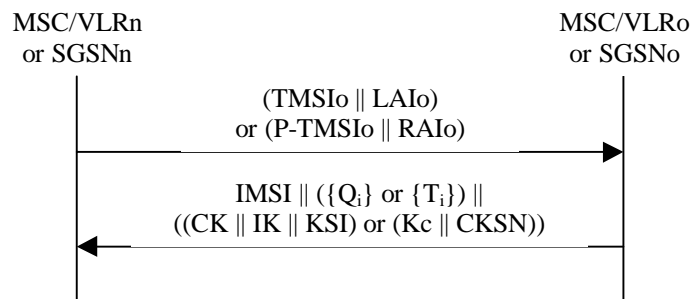 MSC/VLRn
or SGSNn
MSC/VLRo
or SGSNo
(TMSIo || LAIo)
or (P-TMSIo || RAIo)
IMSI || ({Qi} or {Ti}) ||
((CK || IK || KSI) or (Kc || CKSN))